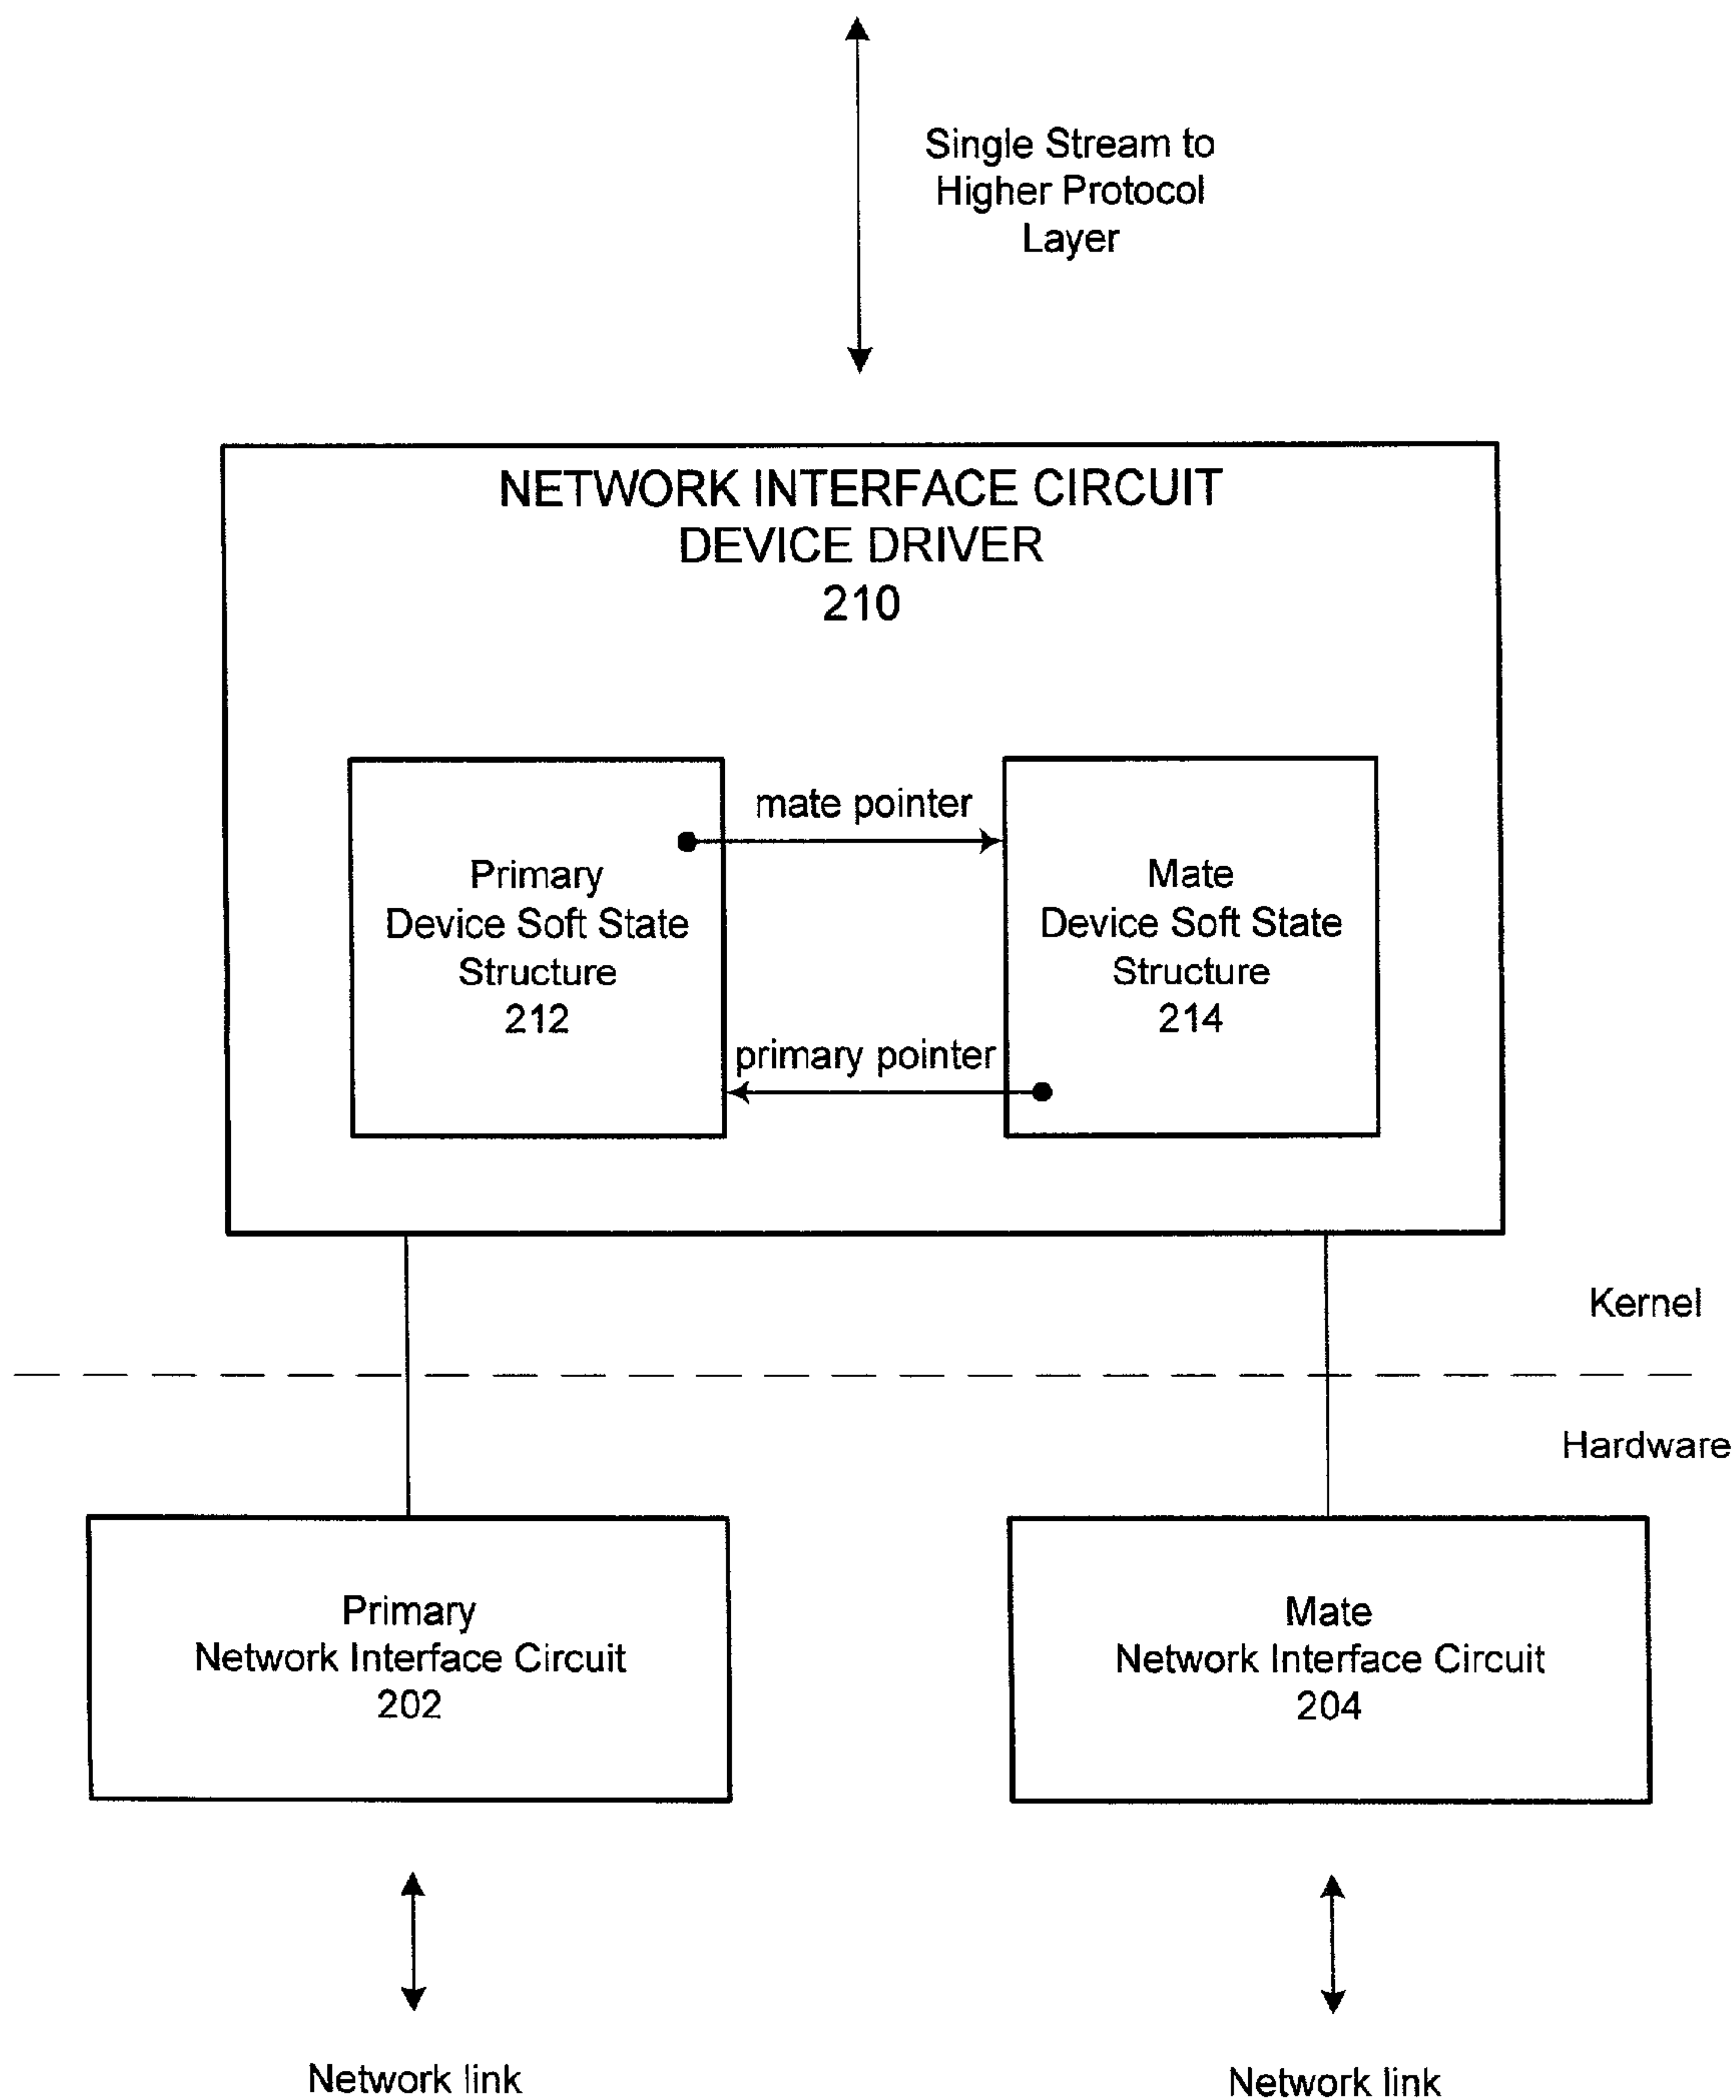 Single Stream to
Higher Protocol
Layer
NETWORK INTERFACE CIRCUIT
DEVICE DRIVER
210
mate pointer
Primary
Device Soft State
Structure
212
Mate
Device Soft State
Structure
214
primary pointer
Kernel
Hardware
Primary
Network Interface Circuit
202
Mate
Network Interface Circuit
204
Network link
Network link